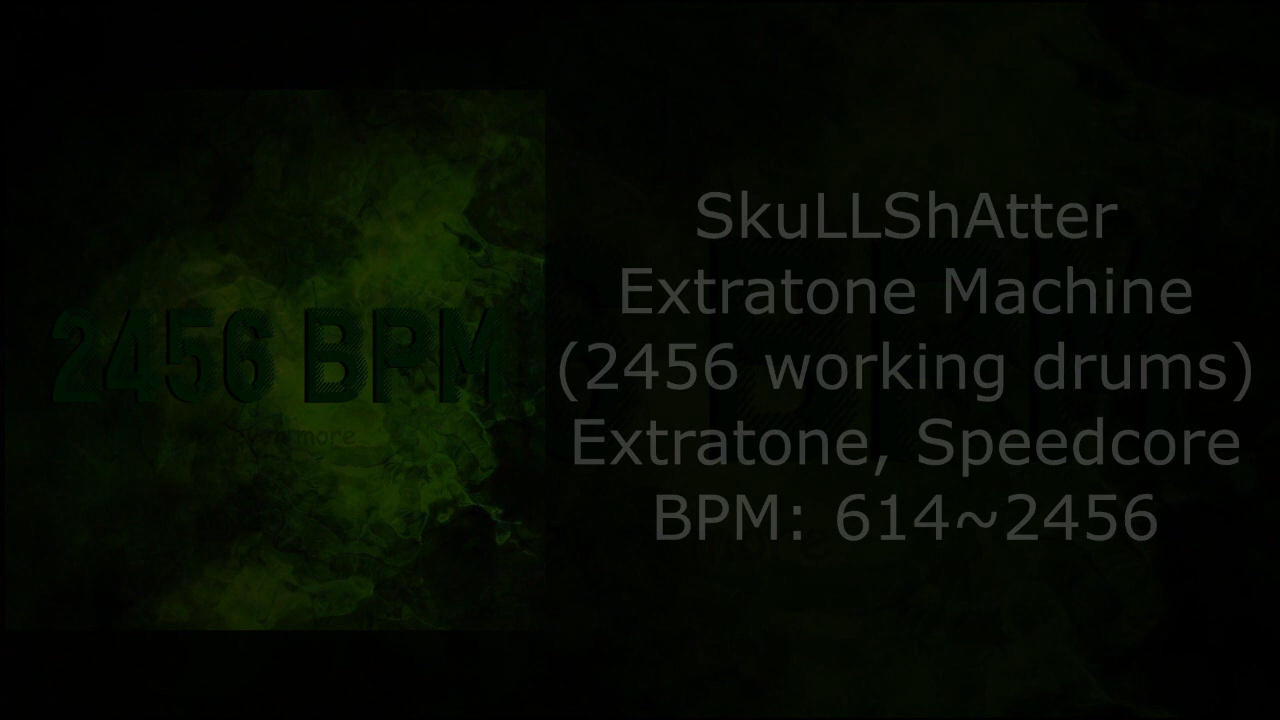 2456 BPM
SkuLLShAtter
Extratone Machine
(2456 working drums)
Extratone, Speedcore
BPM: 614~2456